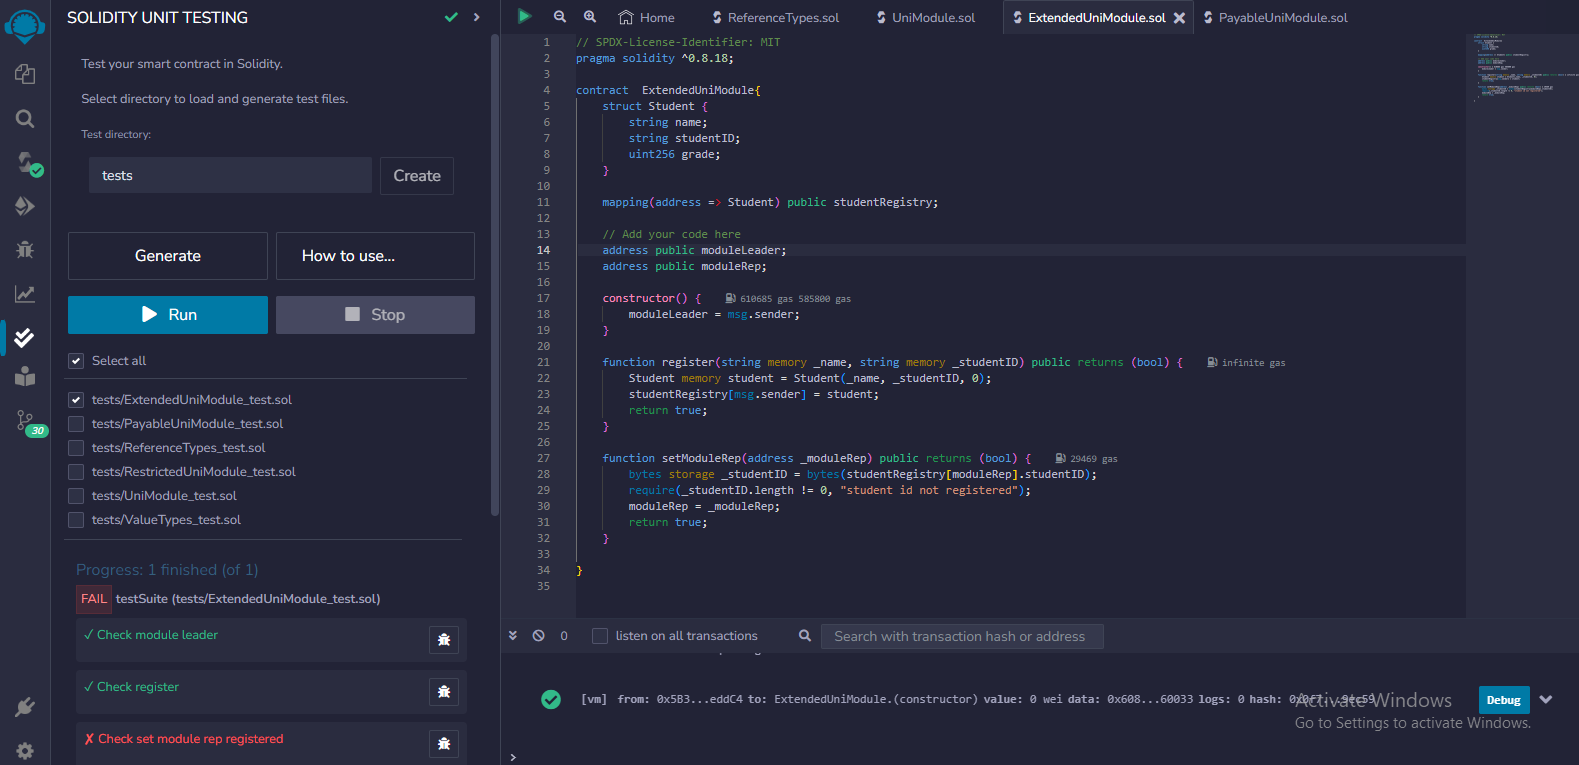 SOLIDITY UNIT TESTING
Test your smart contract in Solidity.
Select directory to load and generate test files.
Test directory:
tests
Create
Generate
How to use...
Run
Stop
Select all
tests/ExtendedUniModule_test.sol
tests/PayableUniModule_test.sol
tests/ReferenceTypes_test.sol
tests/RestrictedUniModule_test.sol
tests/UniModule_test.sol
tests/ValueTypes_test.sol
30
Progress: 1 finished (of 1)
FAIL testSuite (tests/ExtendedUniModule_test.sol)
✓ Check module leader
✓ Check register
✗ Check set module rep registered
Home
ReferenceTypes.sol
UniModule.sol
ExtendedUniModule.sol
PayableUniModule.sol
1 // SPDX-License-Identifier: MIT
2 pragma solidity ^0.8.18;
3
4 contract  ExtendedUniModule{
5     struct Student {
6         string name;
7         string studentID;
8         uint256 grade;
9     }
10
11     mapping(address => Student) public studentRegistry;
12
13     // Add your code here
14     address public moduleLeader;
15     address public moduleRep;
16
17     constructor() { 610685 gas 585800 gas
18         moduleLeader = msg.sender;
19     }
20
21     function register(string memory _name, string memory _studentID) public returns (bool) { infinite gas
22         Student memory student = Student(_name, _studentID, 0);
23         studentRegistry[msg.sender] = student;
24         return true;
25     }
26
27     function setModuleRep(address _moduleRep) public returns (bool) { 29469 gas
28         bytes storage _studentID = bytes(studentRegistry[moduleRep].studentID);
29         require(_studentID.length != 0, "student id not registered");
30         moduleRep = _moduleRep;
31         return true;
32     }
33
34 }
35
0
listen on all transactions
Search with transaction hash or address
[vm] from: 0x5B3...eddC4 to: ExtendedUniModule.(constructor) value: 0 wei data: 0x608...60033 logs: 0 hash:
Debug
Activate Windows
Go to Settings to activate Windows.
>